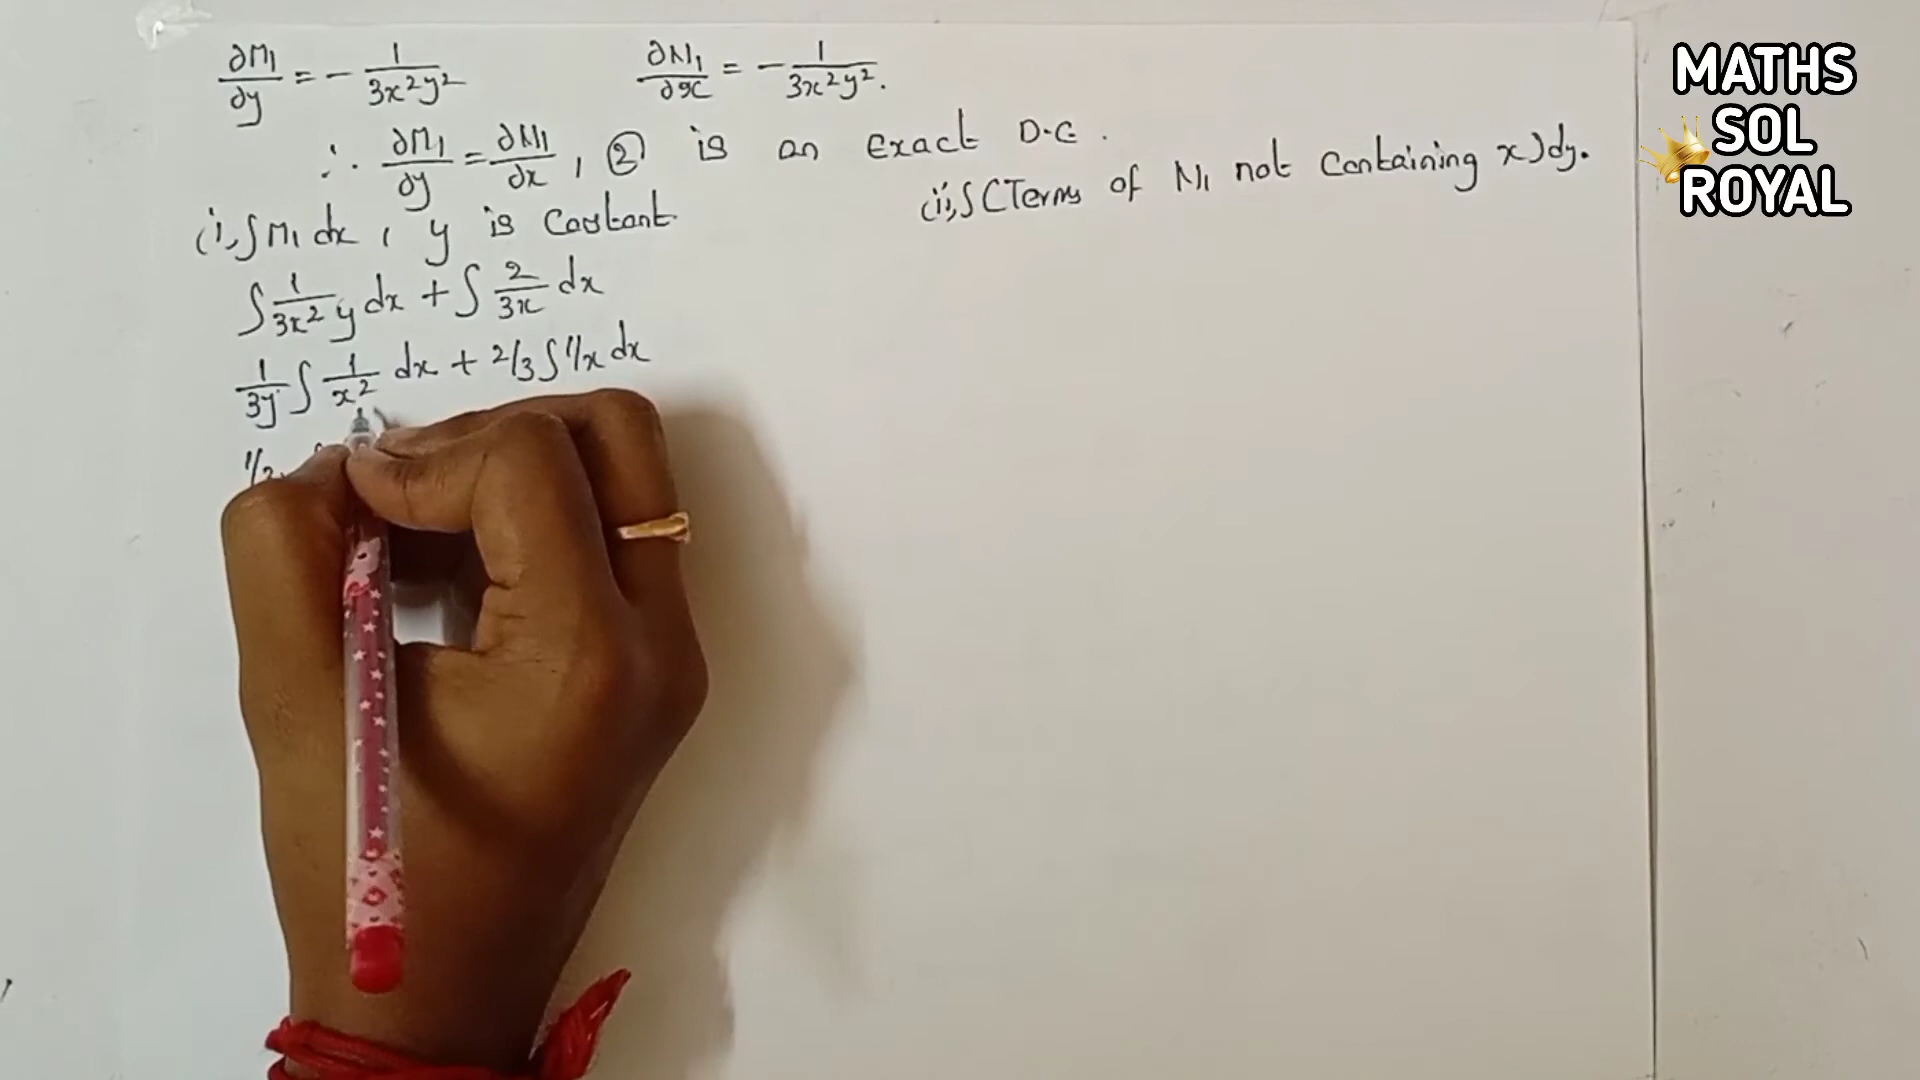 ∂M₁/∂y = - 1/3x²y² ∂N₁/∂x = - 1/3x²y².
∴ ∂M₁/∂y = ∂N₁/∂x , ② is an exact D.E .
(i, ∫ M₁ dx , y is Constant
∫ 1/3x²y dx + ∫ 2/3x dx
1/3y ∫ 1/x² dx + 2/3 ∫ 1/x dx
(ii, ∫ (Terms of N₁ not Containing x) dy.
MATHS
SOL
ROYAL